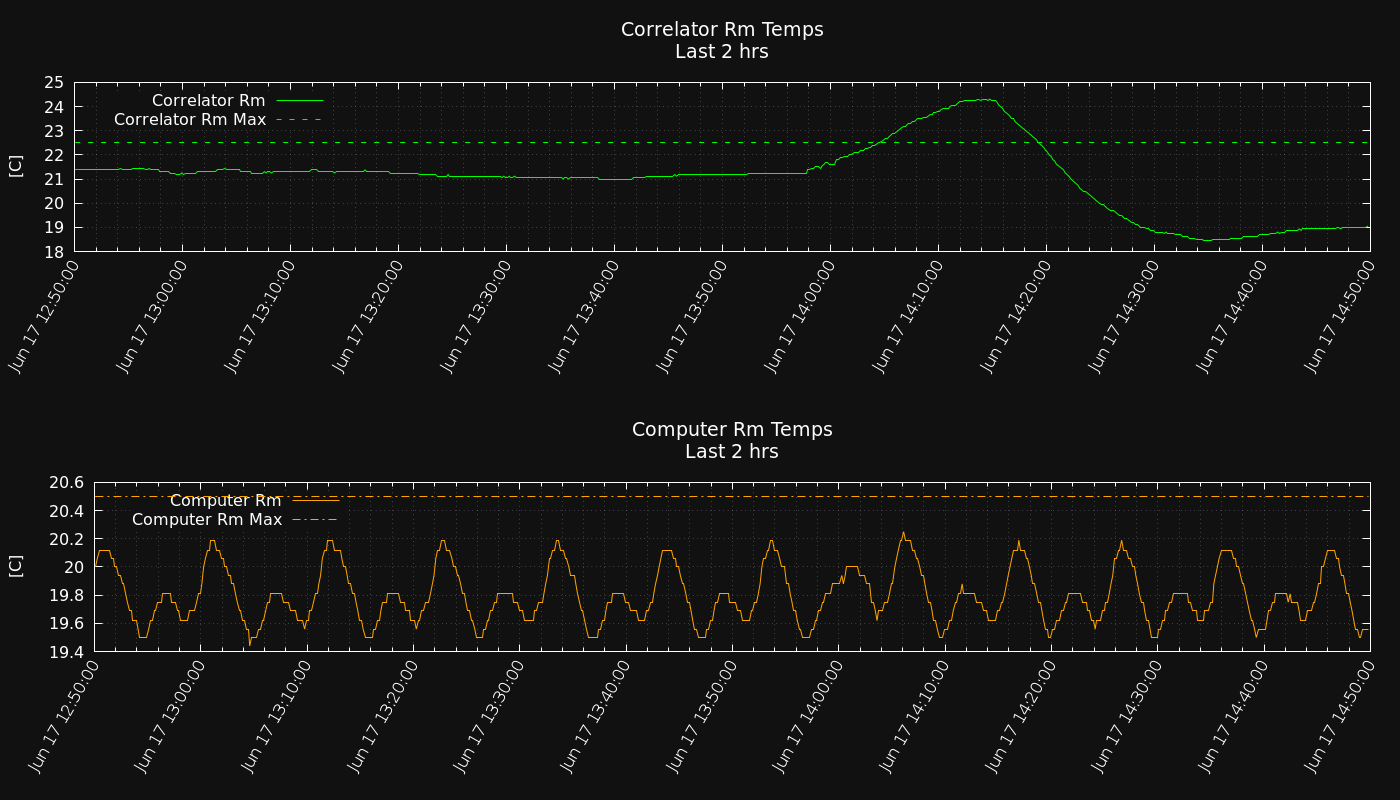 Correlator Rm Temps
Last 2 hrs
25
24
23
22
21
20
19
18
[C]
Correlator Rm
Correlator Rm Max
Jun 17 12:50:00
Jun 17 13:00:00
Jun 17 13:10:00
Jun 17 13:20:00
Jun 17 13:30:00
Jun 17 13:40:00
Jun 17 13:50:00
Jun 17 14:00:00
Jun 17 14:10:00
Jun 17 14:20:00
Jun 17 14:30:00
Jun 17 14:40:00
Jun 17 14:50:00
Computer Rm Temps
Last 2 hrs
20.6
20.4
20.2
20
19.8
19.6
19.4
[C]
Computer Rm
Computer Rm Max
Jun 17 12:50:00
Jun 17 13:00:00
Jun 17 13:10:00
Jun 17 13:20:00
Jun 17 13:30:00
Jun 17 13:40:00
Jun 17 13:50:00
Jun 17 14:00:00
Jun 17 14:10:00
Jun 17 14:20:00
Jun 17 14:30:00
Jun 17 14:40:00
Jun 17 14:50:00